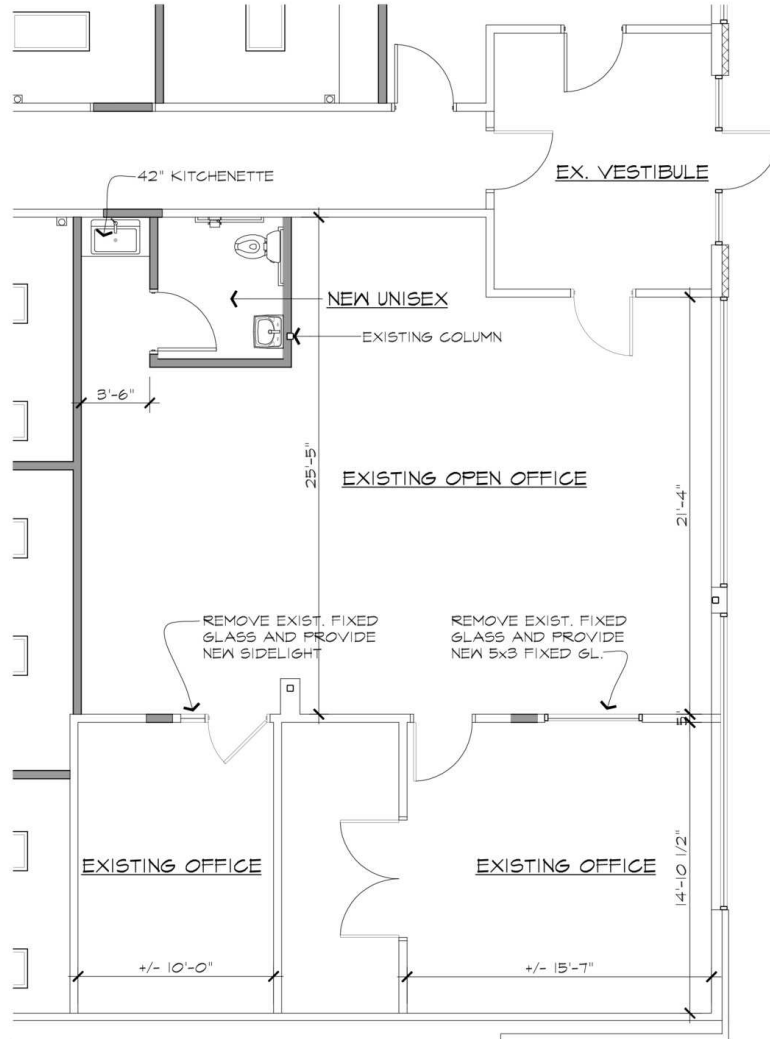 42" KITCHENETTE
EX. VESTIBULE
NEW UNISEX
EXISTING COLUMN
3'-6"
25'-5"
EXISTING OPEN OFFICE
21'-4"
REMOVE EXIST. FIXED
GLASS AND PROVIDE
NEW SIDELIGHT
REMOVE EXIST. FIXED
GLASS AND PROVIDE
NEW 5x3 FIXED GL.
5"
EXISTING OFFICE
EXISTING OFFICE
14'-10 1/2"
+/- 10'-0"
+/- 15'-7"